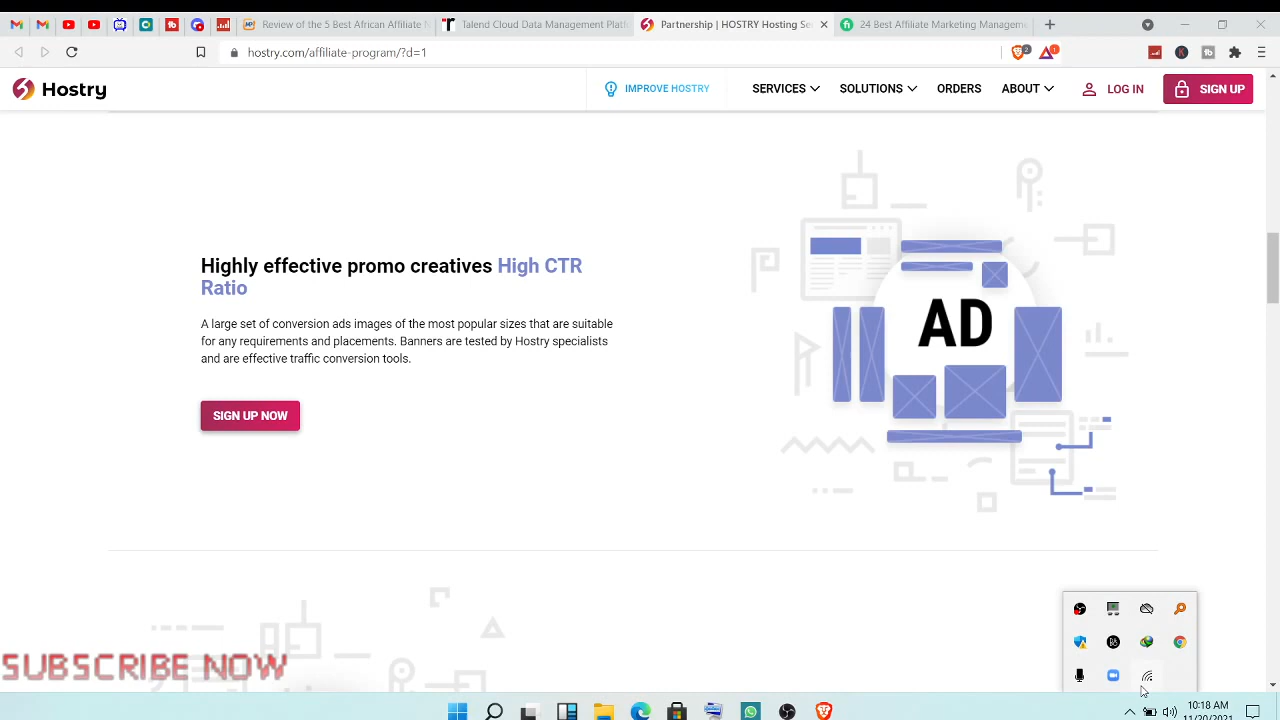 Review of the 5 Best African Affiliate N
Talend Cloud Data Management Platf
Partnership | HOSTRY Hosting Se
24 Best Affiliate Marketing Manageme
hostry.com/affiliate-program/?d=1
Hostry
IMPROVE HOSTRY
SERVICES
SOLUTIONS
ORDERS
ABOUT
LOG IN
SIGN UP
Highly effective promo creatives High CTR
Ratio
A large set of conversion ads images of the most popular sizes that are suitable
for any requirements and placements. Banners are tested by Hostry specialists
and are effective traffic conversion tools.
SIGN UP NOW
AD
SUBSCRIBE NOW
10:18 AM